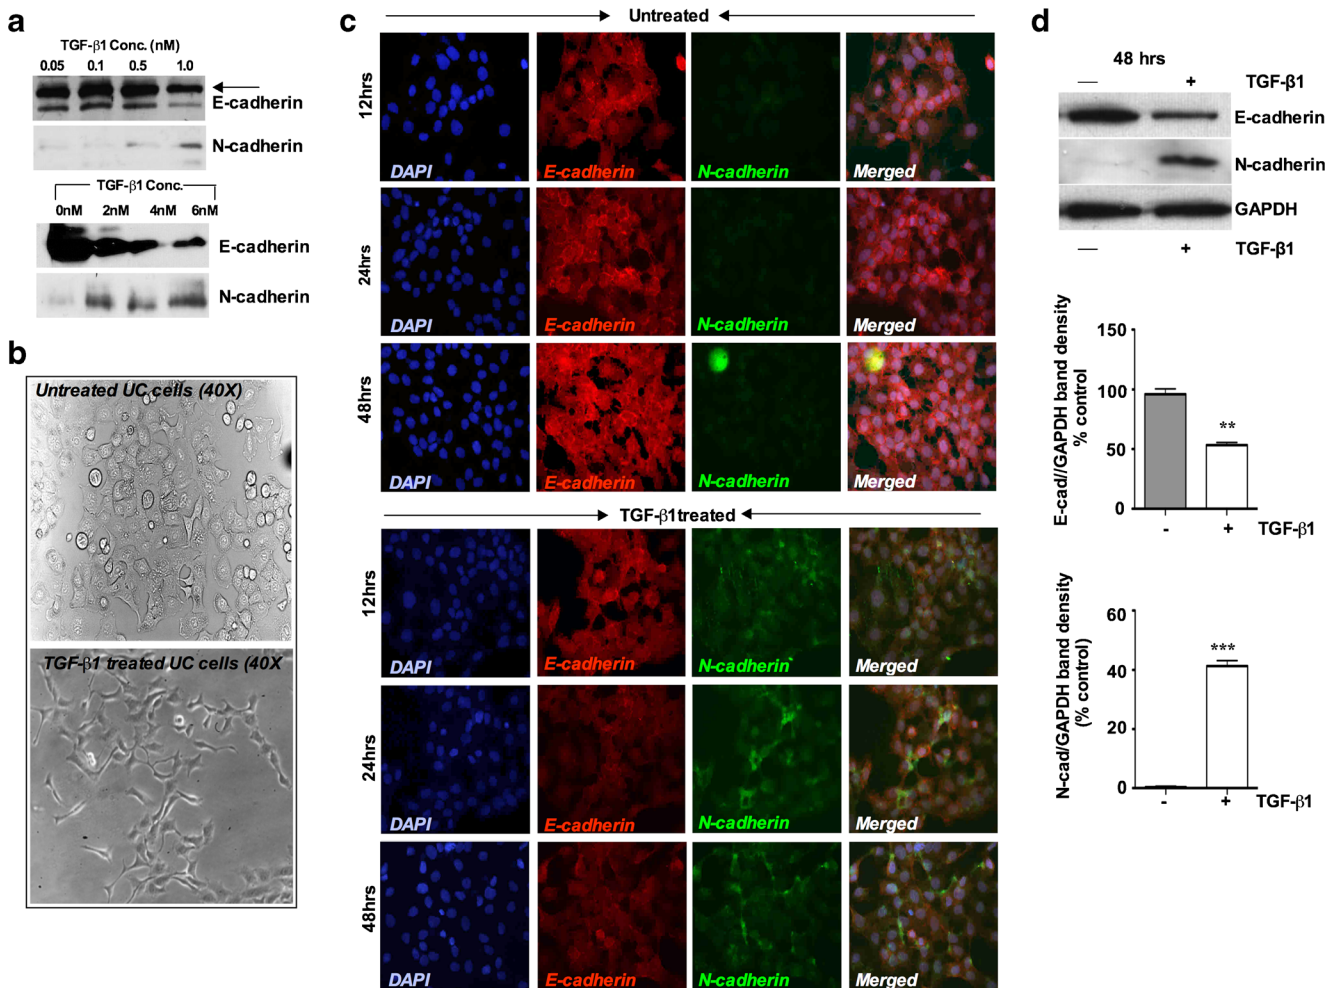 a
TGF-β1 Conc. (nM)
0.05 0.1 0.5 1.0
E-cadherin
N-cadherin
TGF-β1 Conc.
0nM 2nM 4nM 6nM
E-cadherin
N-cadherin
b
Untreated UC cells (40X)
TGF-β1 treated UC cells (40X
c
Untreated
12hrs
DAPI E-cadherin N-cadherin Merged
24hrs
DAPI E-cadherin N-cadherin Merged
48hrs
DAPI E-cadherin N-cadherin Merged
TGF-β1treated
12hrs
DAPI E-cadherin N-cadherin Merged
24hrs
DAPI E-cadherin N-cadherin Merged
48hrs
DAPI E-cadherin N-cadherin Merged
d
48 hrs
— + TGF-β1
E-cadherin
N-cadherin
GAPDH
— + TGF-β1
E-cad//GAPDH band density
% control
150
100
50
0
**
- + TGF-β1
N-cad/GAPDH band density
(% control)
60
40
20
0
***
- + TGF-β1